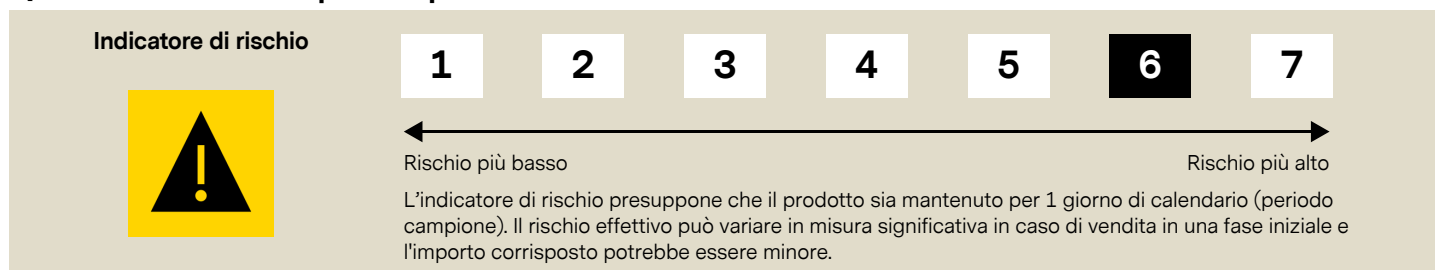 Indicatore di rischio
1 2 3 4 5 6 7
Rischio più basso Rischio più alto
L'indicatore di rischio presuppone che il prodotto sia mantenuto per 1 giorno di calendario (periodo
campione). Il rischio effettivo può variare in misura significativa in caso di vendita in una fase iniziale e
l'importo corrisposto potrebbe essere minore.